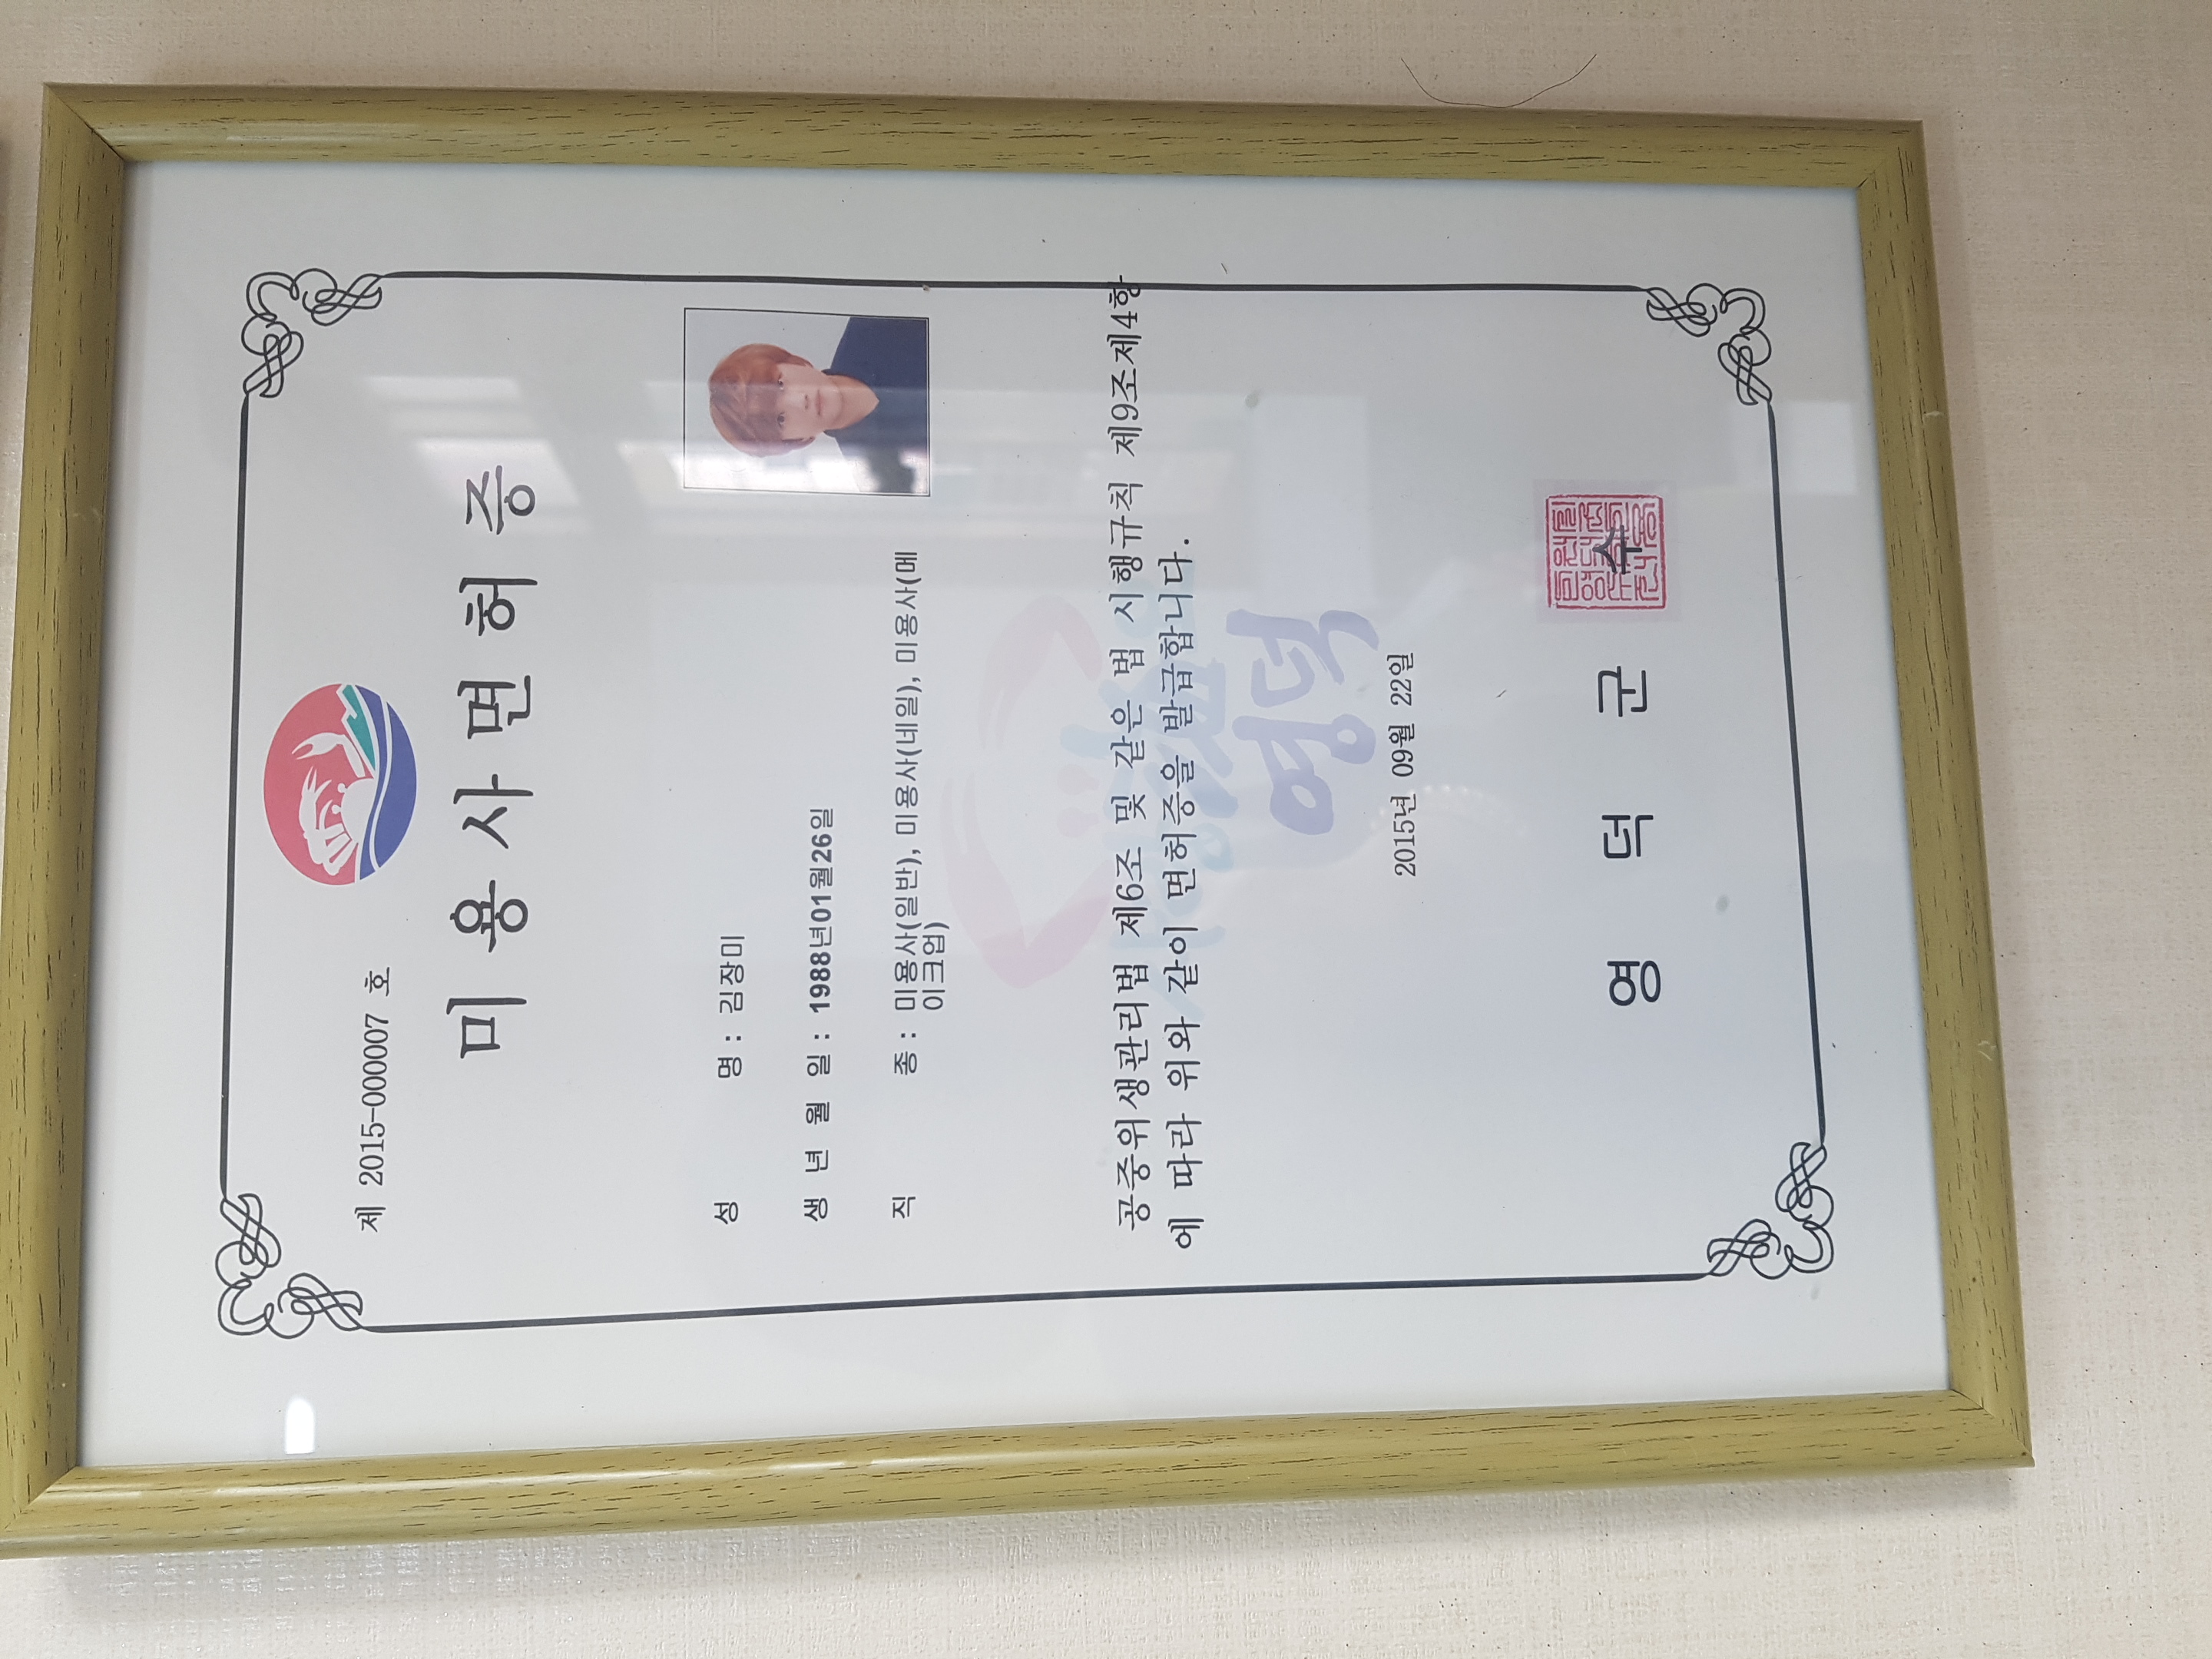 제 2015-000007 호
미용사면허증
성 명 : 김장미
생 년 월 일 : 1988년01월26일
직 종 : 미용사(일반), 미용사(네일), 미용사(메
이크업)
공중위생관리법 제6조 및 같은 법 시행규칙 제9조제4항
에 따라 위와 같이 면허증을 발급합니다.
영덕
2015년 09월 22일
영 덕 군 수